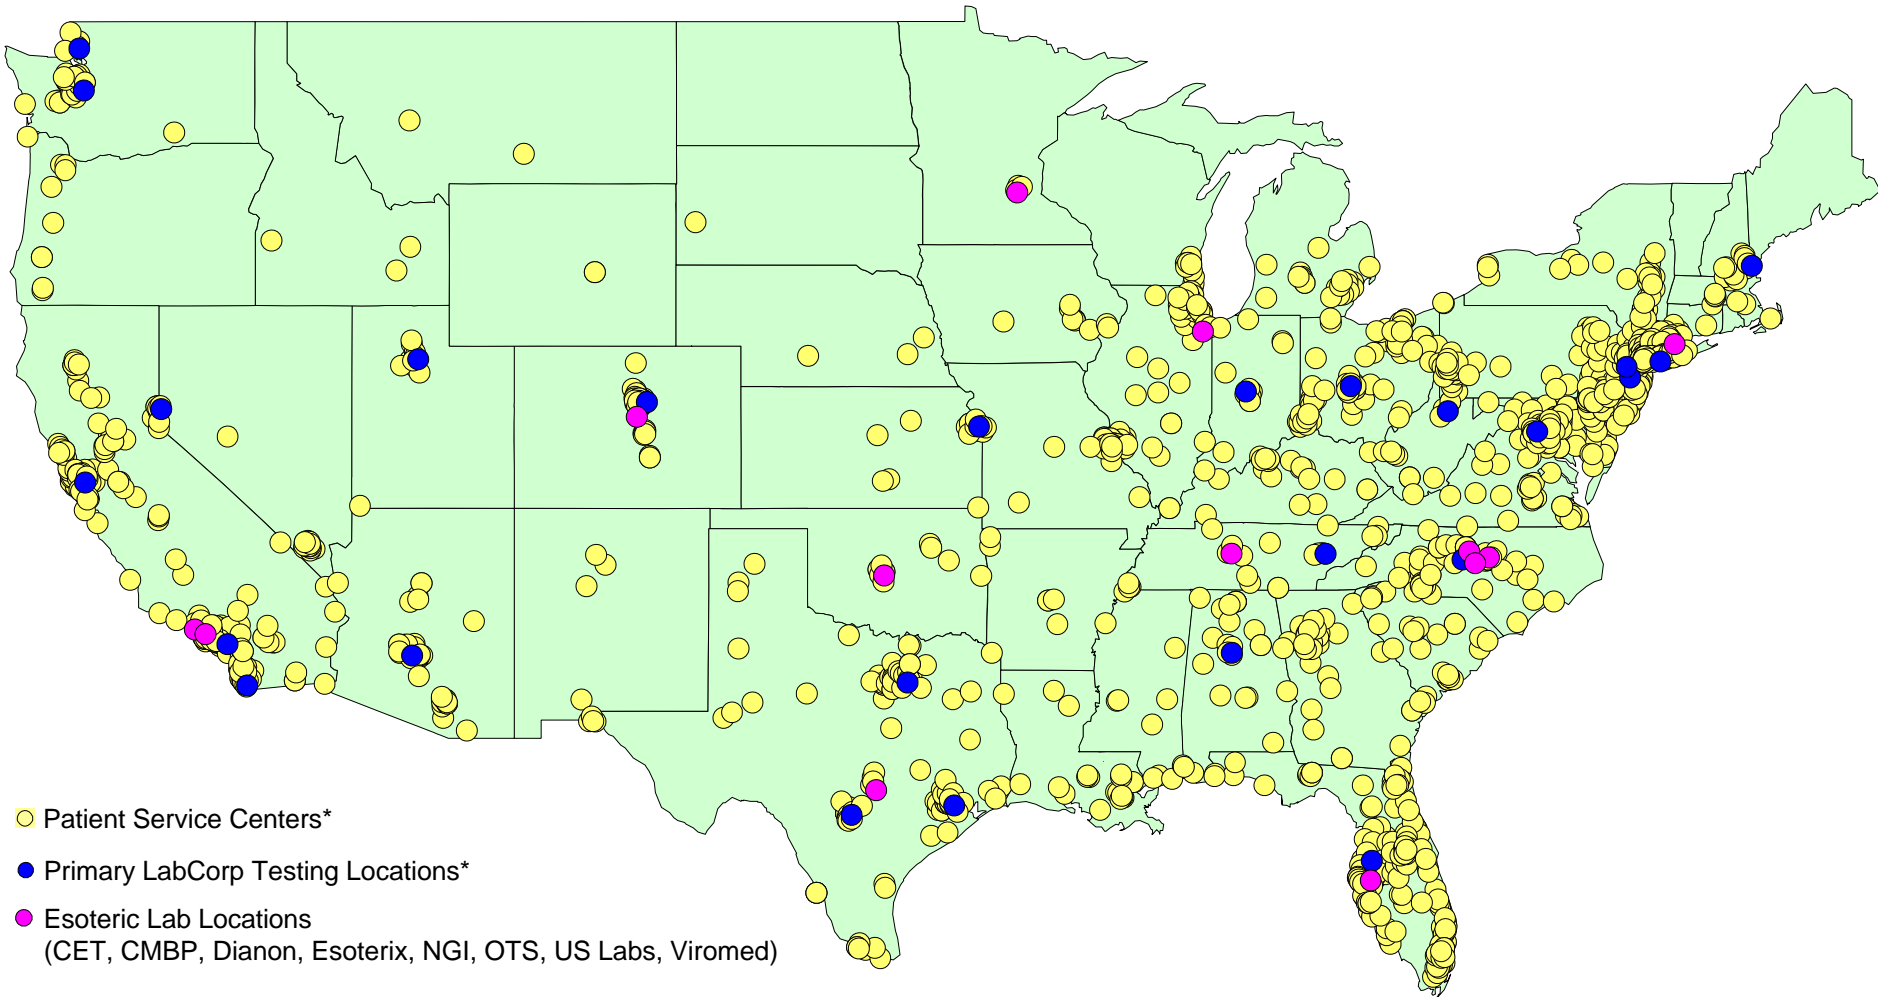 Patient Service Centers*
Primary LabCorp Testing Locations*
Esoteric Lab Locations
(CET, CMBP, Dianon, Esoterix, NGI, OTS, US Labs, Viromed)